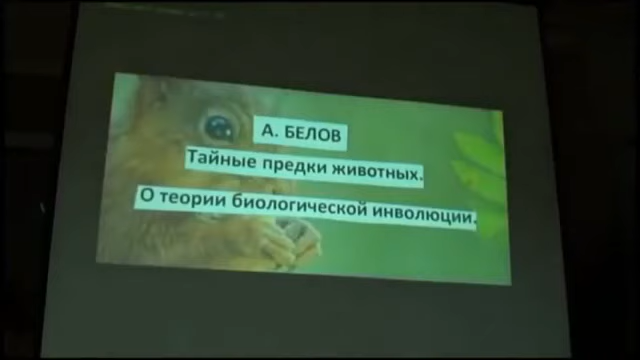 А. БЕЛОВ
Тайные предки животных.
О теории биологической инволюции.